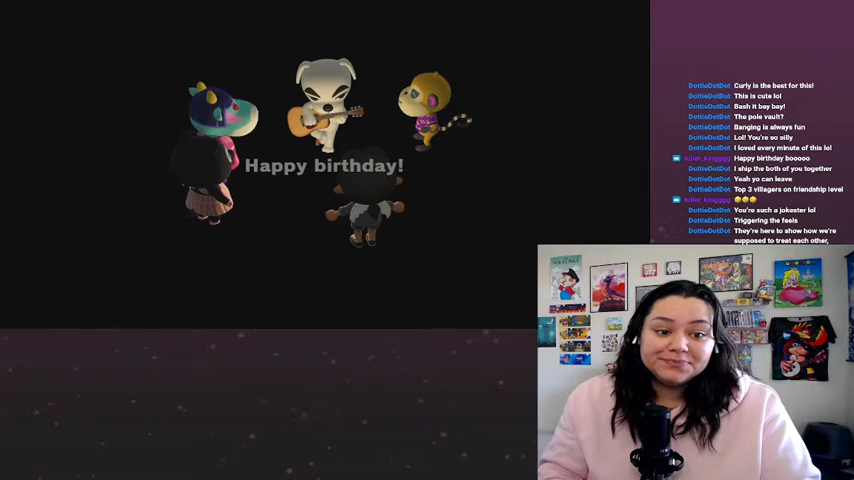 Happy birthday!
DottieDotDot Curly is the best for this!
DottieDotDot This is cute lol
DottieDotDot Bash it bay bay!
DottieDotDot The pole vault?
DottieDotDot Banging is always fun
DottieDotDot Lol! You're so silly
DottieDotDot I loved every minute of this lol
killer_kingggg Happy birthday booooo
DottieDotDot I ship the both of you together
DottieDotDot Yeah yo can leave
DottieDotDot Top 3 villagers on friendship level
killer_kingggg 🤣🤣🤣
DottieDotDot You're such a jokester lol
DottieDotDot Triggering the feels
DottieDotDot They're here to show how we're
supposed to treat each other,